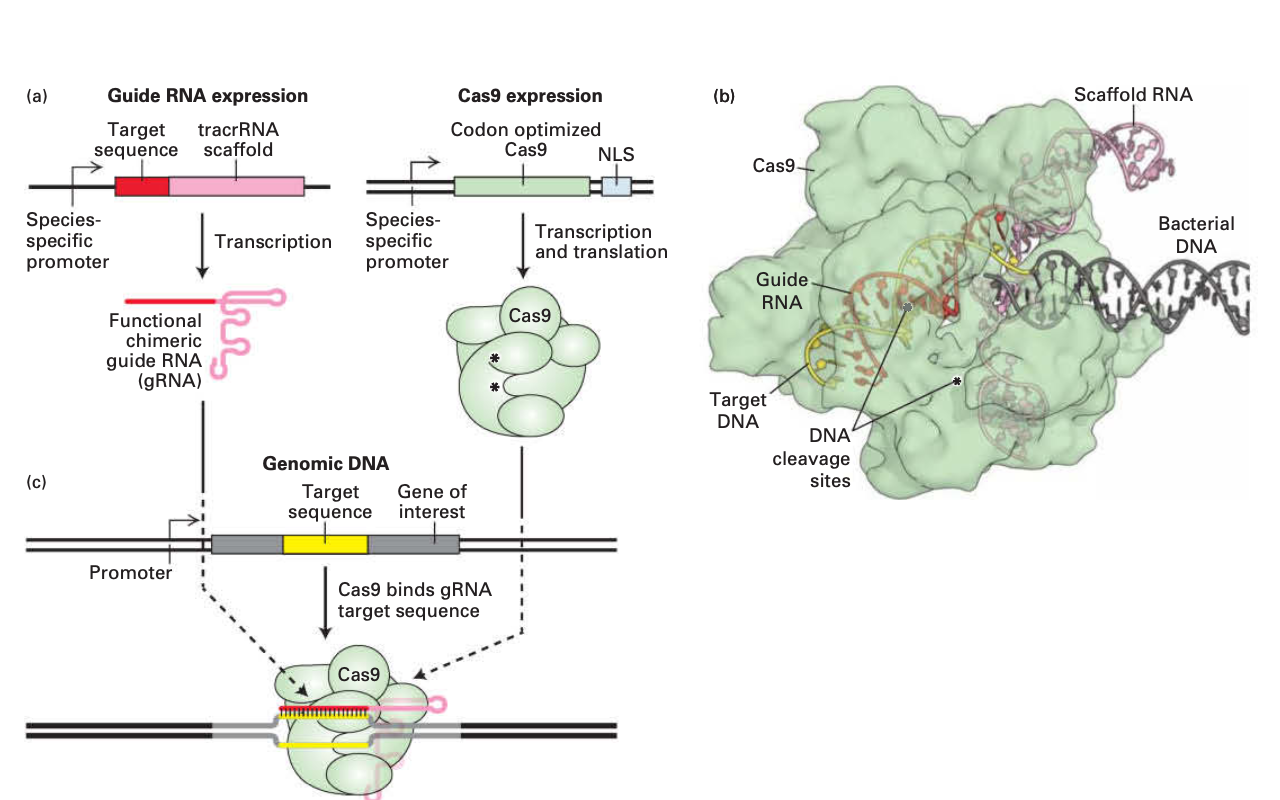 (a)
Guide RNA expression
Target
sequence
tracrRNA
scaffold
Species-
specific
promoter
Transcription
Functional
chimeric
guide RNA
(gRNA)
Cas9 expression
Codon optimized
Cas9
NLS
Species-
specific
promoter
Transcription
and translation
Cas9
*
*
(b)
Scaffold RNA
Cas9
Bacterial
DNA
Guide
RNA
Target
DNA
DNA
cleavage
sites
*
*
(c)
Genomic DNA
Target
sequence
Gene of
interest
Promoter
Cas9 binds gRNA
target sequence
Cas9